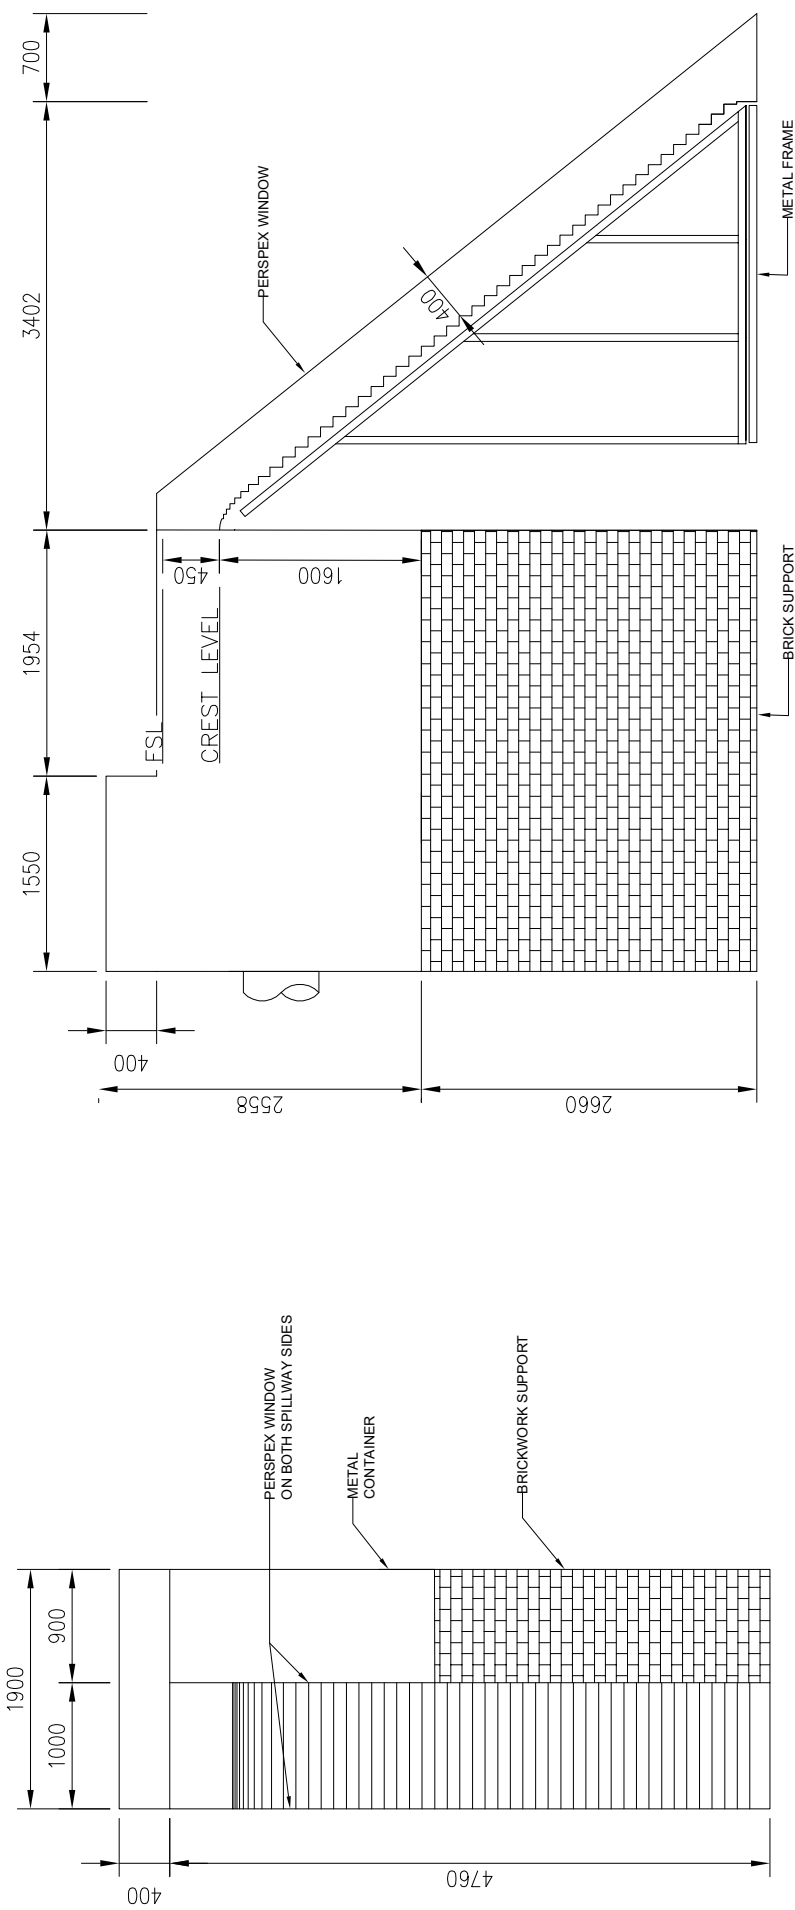 700
3402
1954
1550
PERSPEX WINDOW
400
METAL FRAME
450
1600
FSL
CREST LEVEL
BRICK SUPPORT
400
2558
2660
PERSPEX WINDOW
ON BOTH SPILLWAY SIDES
METAL
CONTAINER
BRICKWORK SUPPORT
1900
900
1000
400
4760